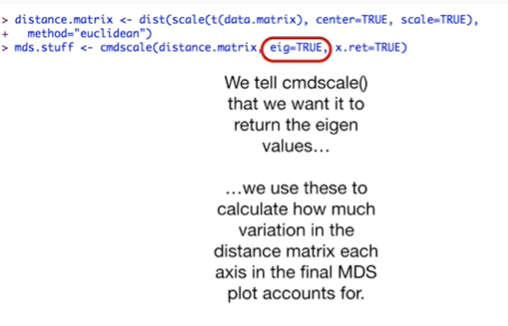 > distance.matrix <- dist(scale(t(data.matrix), center=TRUE, scale=TRUE),
+   method="euclidean")
> mds.stuff <- cmdscale(distance.matrix, eig=TRUE, x.ret=TRUE)
We tell cmdscale()
that we want it to
return the eigen
values…
…we use these to
calculate how much
variation in the
distance matrix each
axis in the final MDS
plot accounts for.